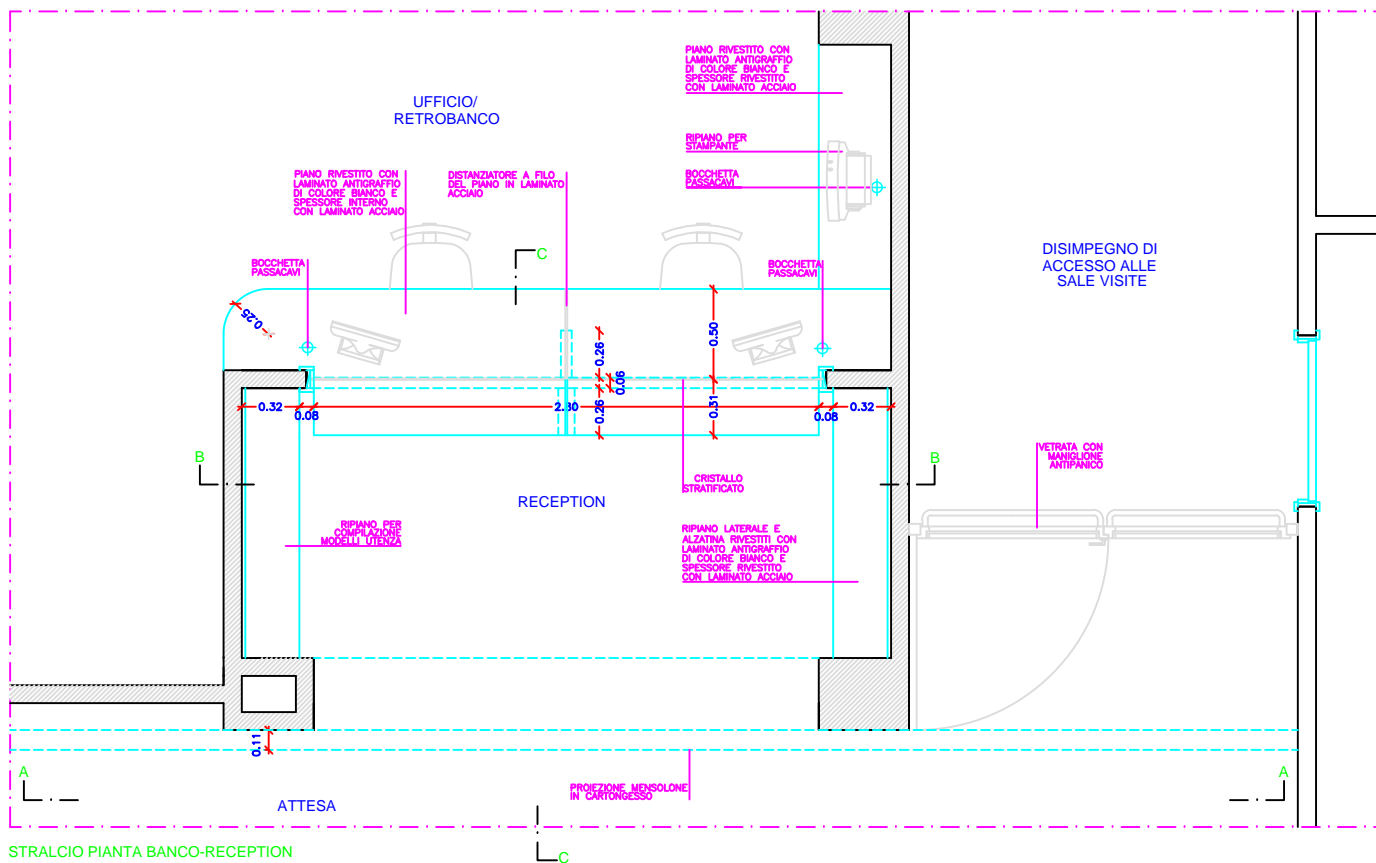 PIANO RIVESTITO CON
LAMINATO ANTIGRAFFIO
DI COLORE BIANCO E
SPESSORE RIVESTITO
CON LAMINATO ACCIAIO
UFFICIO/
RETROBANCO
RIPIANO PER
STAMPANTE
BOCCHETTA
PASSACAVI
PIANO RIVESTITO CON
LAMINATO ANTIGRAFFIO
DI COLORE BIANCO E
SPESSORE INTERNO
CON LAMINATO ACCIAIO
DISTANZIATORE A FILO
DEL PIANO IN LAMINATO
ACCIAIO
C
BOCCHETTA
PASSACAVI
BOCCHETTA
PASSACAVI
DISIMPEGNO DI
ACCESSO ALLE
SALE VISITE
0.25
0.50
0.26
0.06
0.32
0.08
2.80
0.26
0.31
0.08
0.32
B
B
VETRATA CON
MANIGLIONE
ANTIPANICO
CRISTALLO
STRATIFICATO
RECEPTION
RIPIANO PER
COMPILAZIONE
MODELLI UTENZA
RIPIANO LATERALE E
ALZATINA RIVESTITI CON
LAMINATO ANTIGRAFFIO
DI COLORE BIANCO E
SPESSORE RIVESTITO
CON LAMINATO ACCIAIO
0.11
A
A
PROIEZIONE MENSOLONE
IN CARTONGESSO
ATTESA
STRALCIO PIANTA BANCO-RECEPTION
C